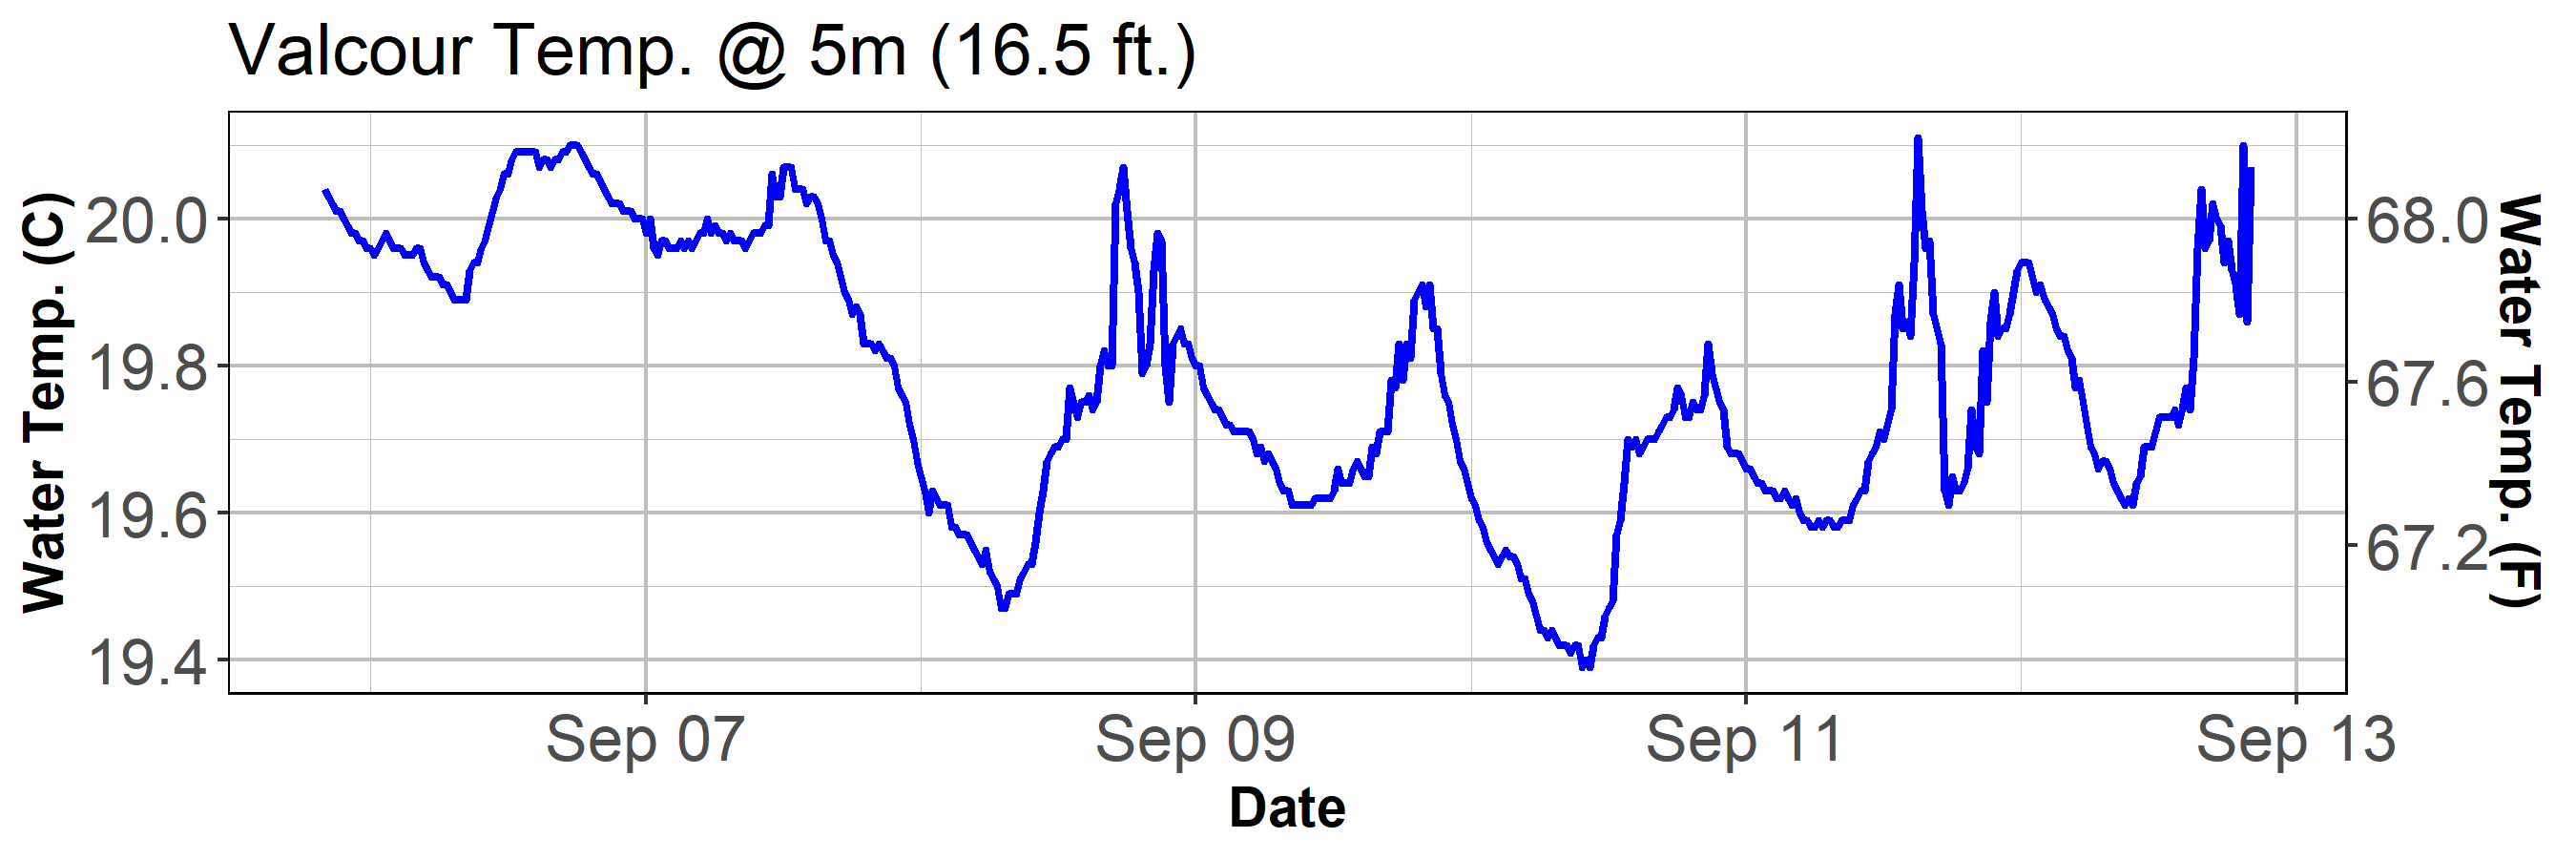 Valcour Temp. @ 5m (16.5 ft.)
Water Temp. (C)
20.0
19.8
19.6
19.4
68.0
67.6
67.2
Water Temp. (F)
Sep 07
Sep 09
Sep 11
Sep 13
Date